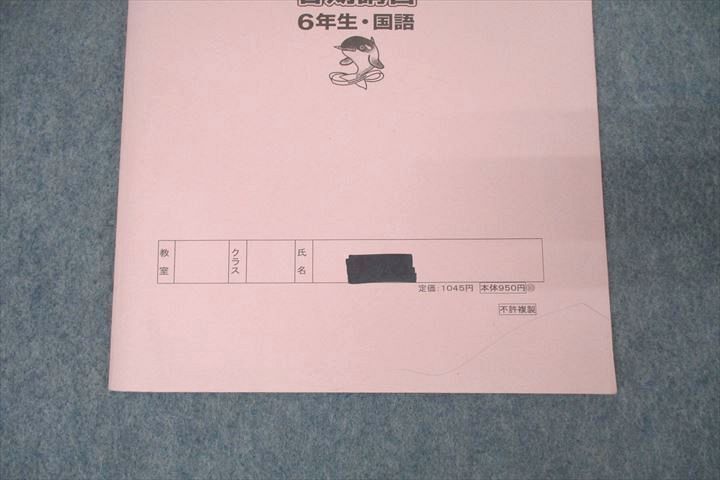 6年生・国語
教室
クラス
氏名
定価:1045円 本体950円
不許複製